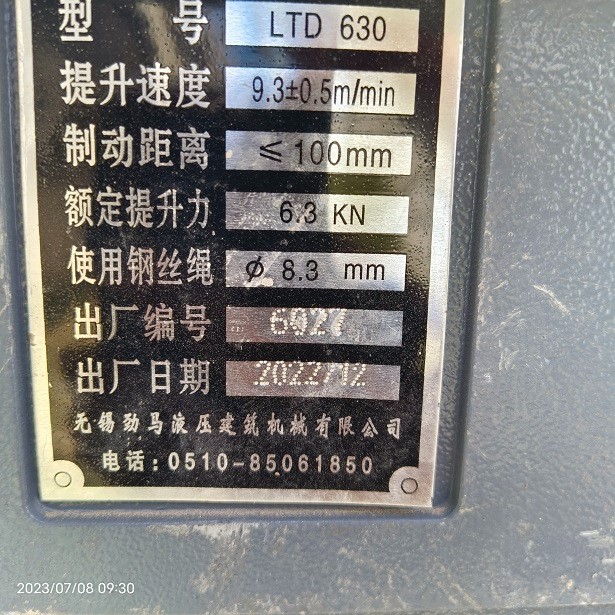 型 号 LTD 630
提升速度 9.3±0.5m/min
制动距离 ≤100mm
额定提升力 6.3 KN
使用钢丝绳 φ 8.3 mm
出厂编号 6927
出厂日期 2022/12
无锡劲马液压建筑机械有限公司
电话:0510-85061850
2023/07/08 09:30